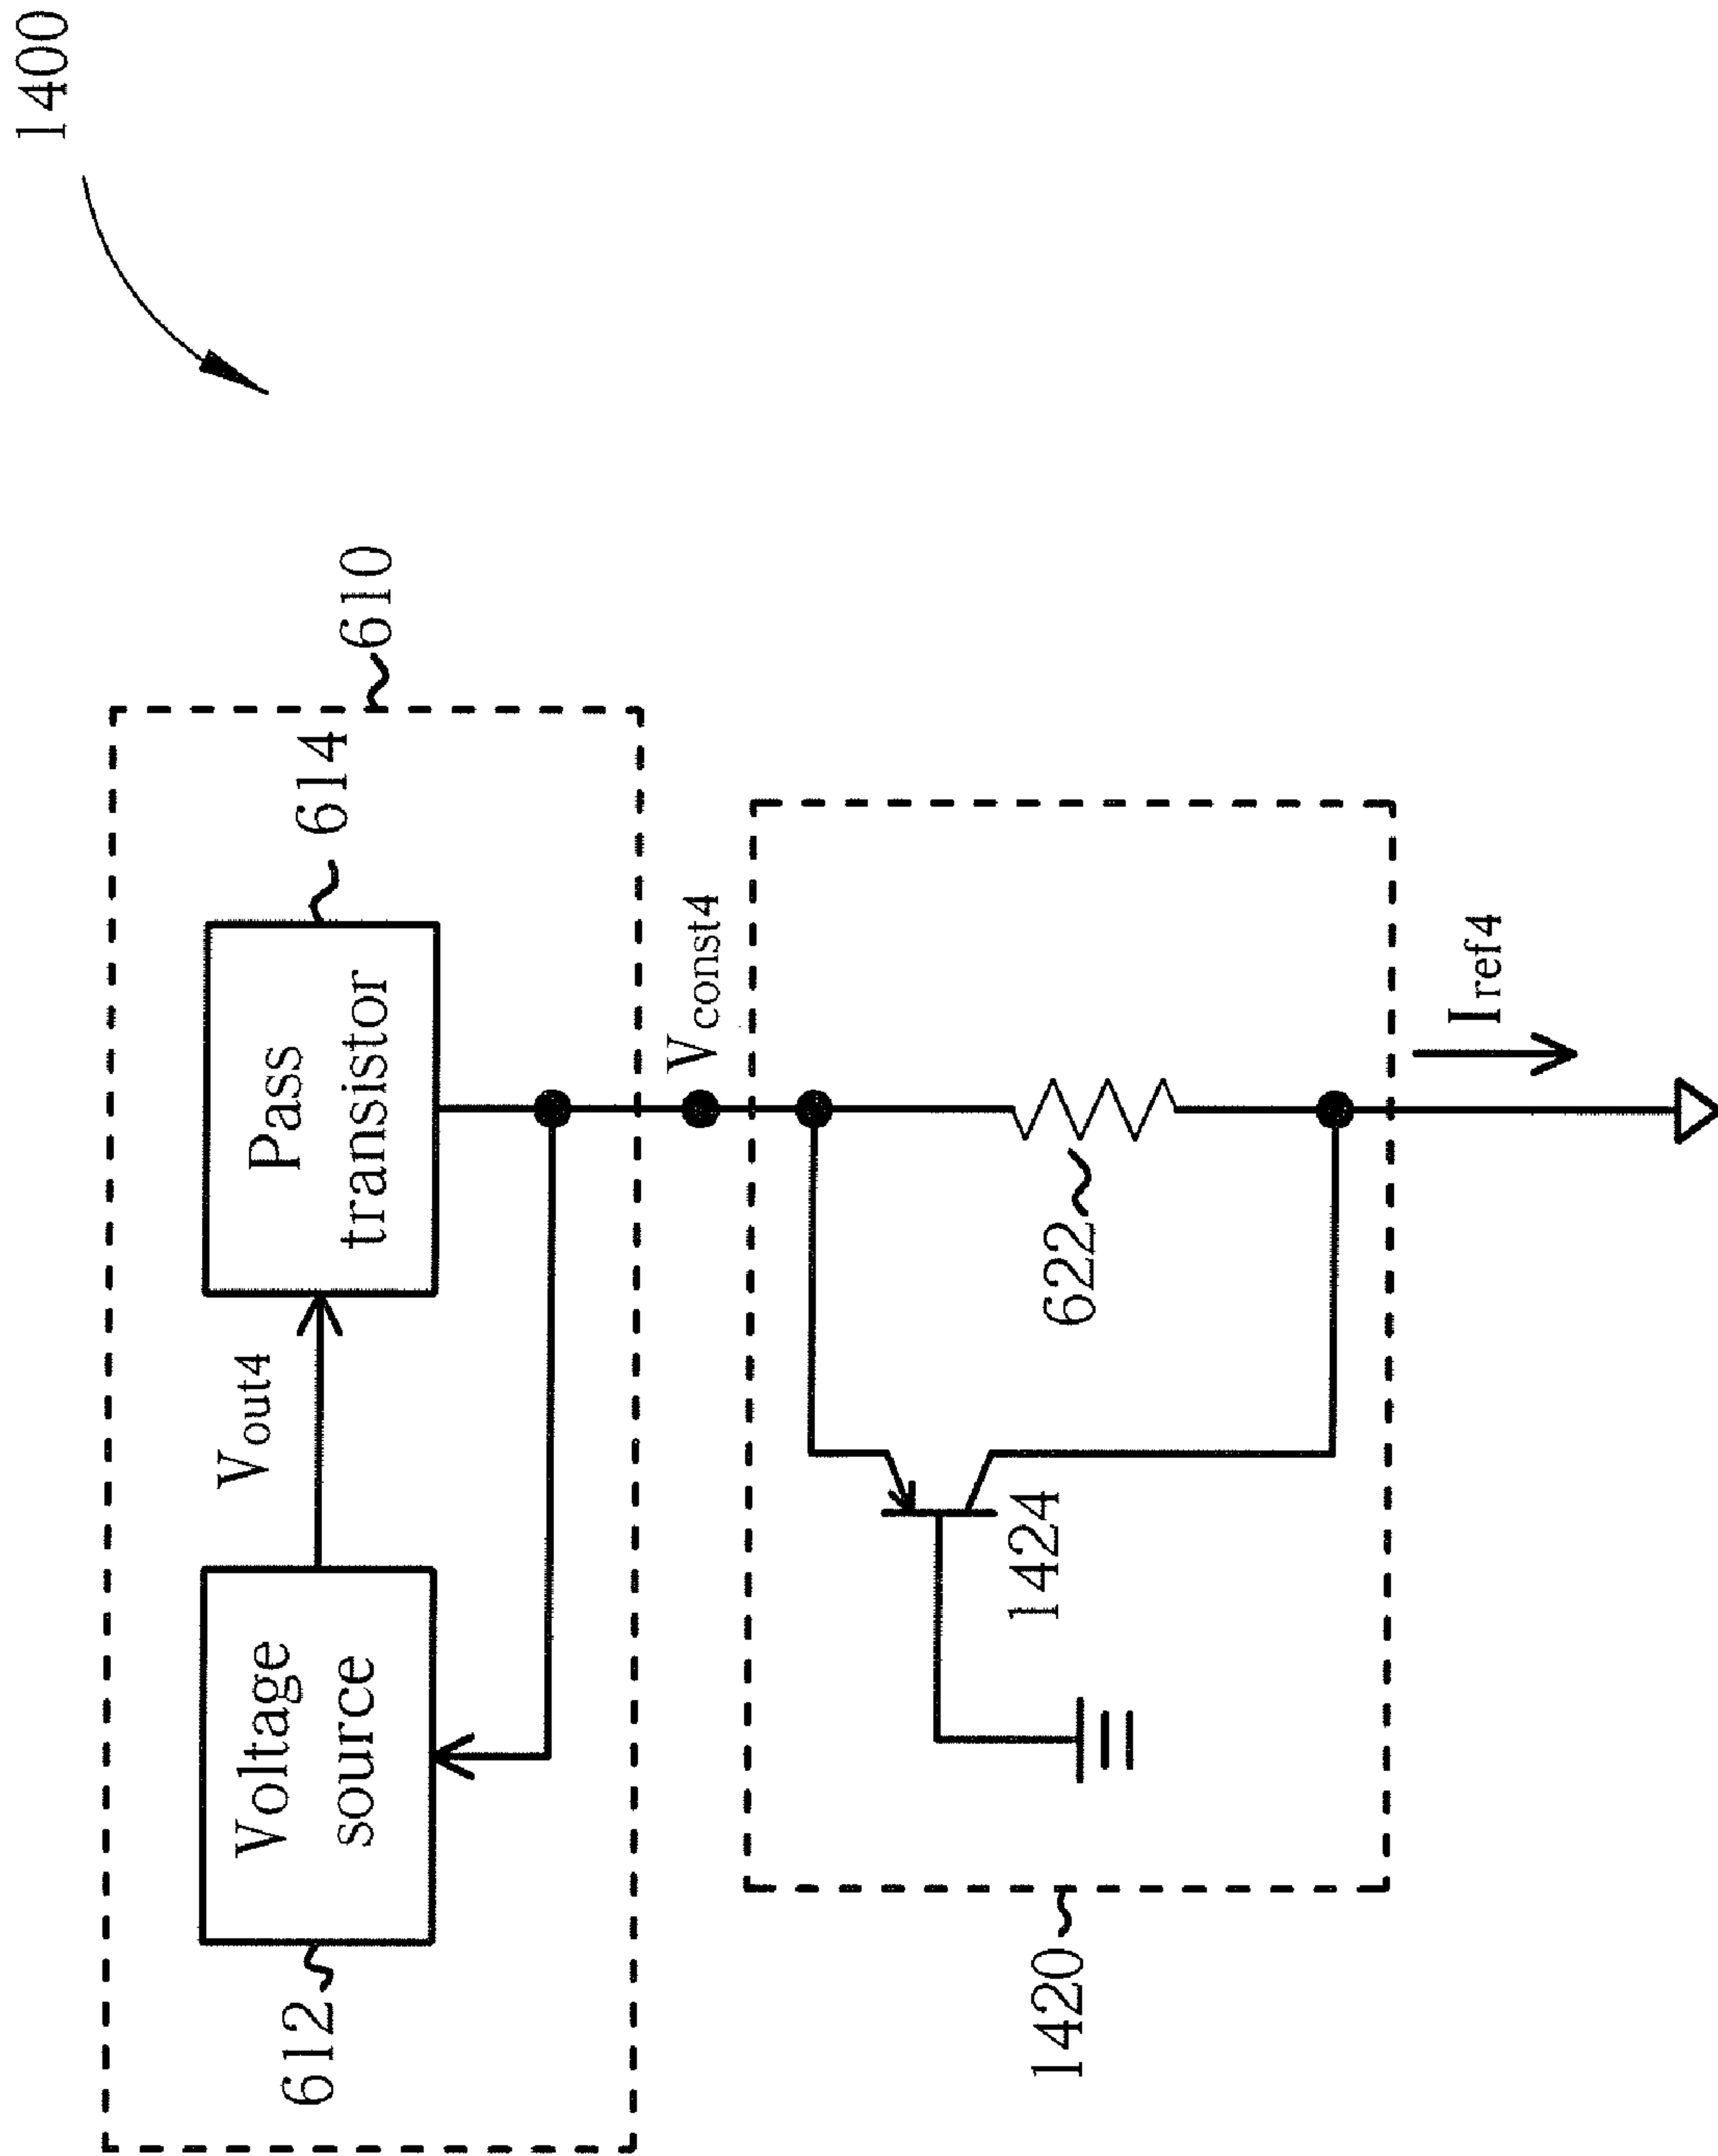 1400
610
614
Pass
transistor
Vout4
Voltage
source
612
Vconst4
622
1424
1420
Iref4